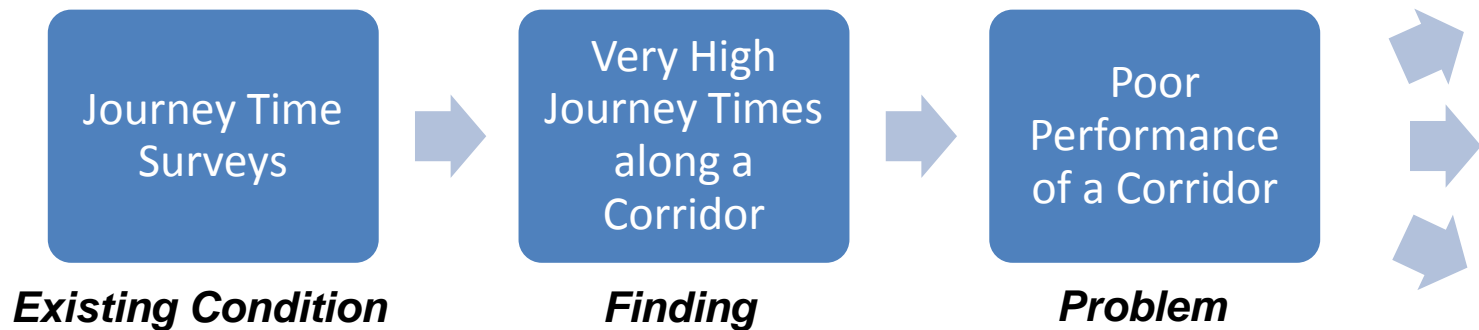 Journey Time
Surveys
Very High
Journey Times
along a
Corridor
Poor
Performance
of a Corridor
Existing Condition
Finding
Problem